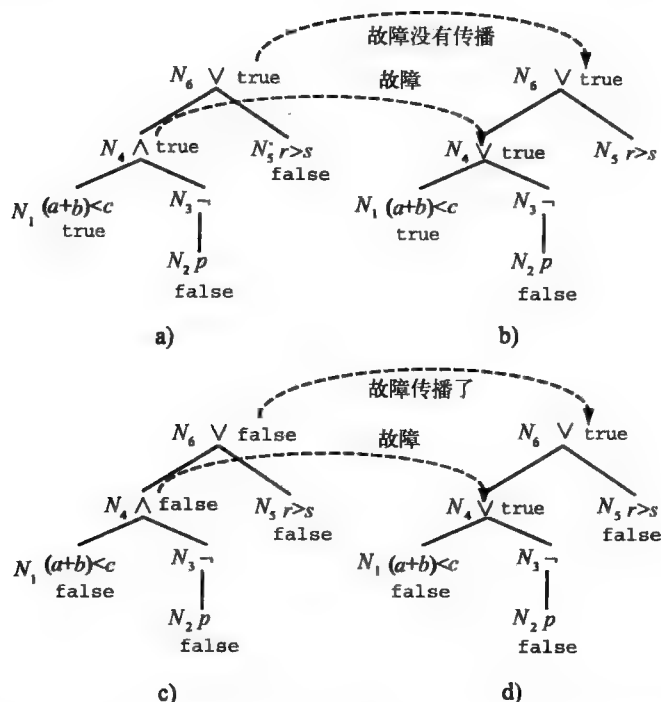 故障没有传播
N₆ ∨ true
故障
N₆ ∨ true
N₄ ∧ true
N₅ r>s
false
N₄ ∨ true
N₅ r>s
N₁ (a+b)<c
true
N₃ ¬
N₁ (a+b)<c
true
N₃ ¬
N₂ p
false
N₂ p
false
a)
b)
故障传播了
N₆ ∨ false
故障
N₆ ∨ true
N₄ ∧ false
N₅ r>s
false
N₄ ∨ true
N₅ r>s
false
N₁ (a+b)<c
false
N₃ ¬
N₁ (a+b)<c
false
N₃ ¬
N₂ p
false
N₂ p
false
c)
d)